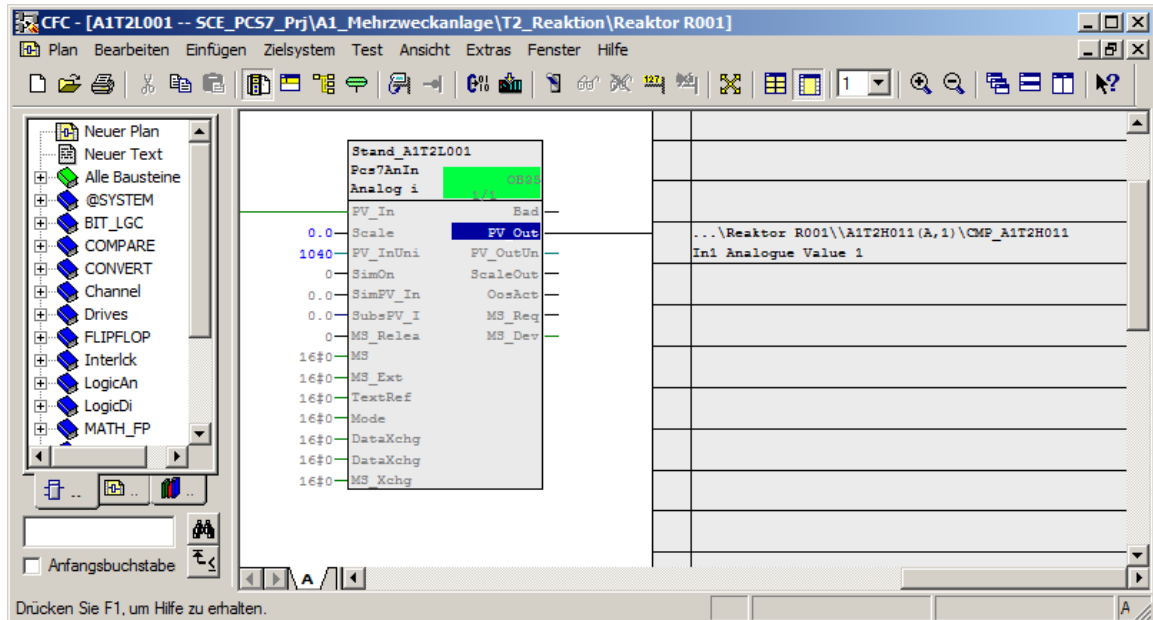 CFC - [A1T2L001 -- SCE_PCS7_Prj\A1_Mehrzweckanlage\T2_Reaktion\Reaktor R001]
Plan Bearbeiten Einfügen Zielsystem Test Ansicht Extras Fenster Hilfe
1
Neuer Plan
Neuer Text
Alle Bausteine
@SYSTEM
BIT_LGC
COMPARE
CONVERT
Channel
Drives
FLIPFLOP
Interlck
LogicAn
LogicDi
MATH_FP
Anfangsbuchstabe
Stand_A1T2L001
Pcs7AnIn
Analog i
OB35
1/1
PV_In Bad
0.0 Scale PV_Out
1040 PV_InUni PV_OutUn
0 SimOn ScaleOut
0.0 SimPV_In OosAct
0.0 SubsPV_I MS_Req
0 MS_Relea MS_Dev
16#0 MS
16#0 MS_Ext
16#0 TextRef
16#0 Mode
16#0 DataXchg
16#0 DataXchg
16#0 MS_Xchg
...\Reaktor R001\\A1T2H011(A,1)\CMP_A1T2H011
In1 Analogue Value 1
A
Drücken Sie F1, um Hilfe zu erhalten.
A